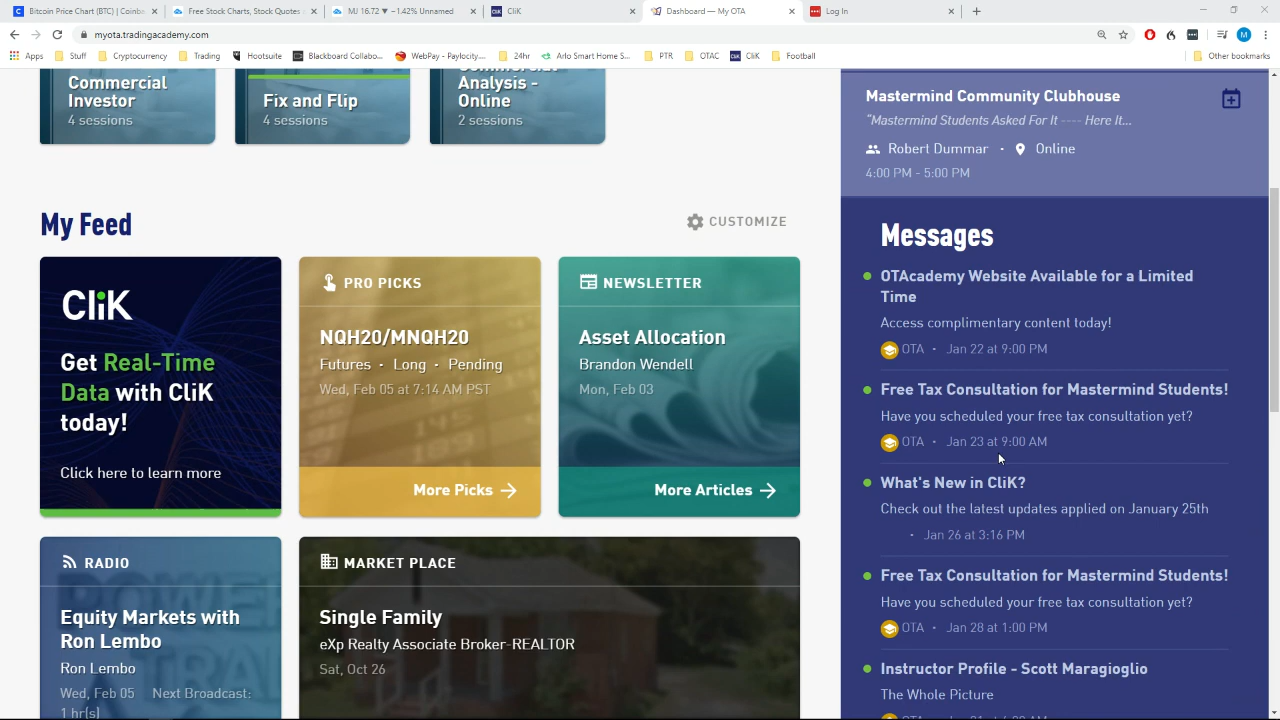 Bitcoin Price Chart (BTC) | Coinb
Free Stock Charts, Stock Quotes
NU 16.72 ▼ −1.42% Unnamed
CliK
Dashboard — My OTA
Log In
myota.tradingacademy.com
Apps
Stuff
Cryptocurrency
Trading
Hootsuite
Blackboard Collabo...
WebPay - Paylocity...
24hr
Arlo Smart Home S...
PTR
OTAC
CliK
Football
Other bookmarks
Commercial
Investor
4 sessions
Fix and Flip
4 sessions
Commercial
Analysis -
Online
2 sessions
My Feed
CUSTOMIZE
CliK
Get Real-Time
Data with CliK
today!
Click here to learn more
PRO PICKS
NQH20/MNQH20
Futures · Long · Pending
Wed, Feb 05 at 7:14 AM PST
More Picks
NEWSLETTER
Asset Allocation
Brandon Wendell
Mon, Feb 03
More Articles
RADIO
Equity Markets with
Ron Lembo
Ron Lembo
Wed, Feb 05 Next Broadcast:
1 hr(s)
MARKET PLACE
Single Family
eXp Realty Associate Broker-REALTOR
Sat, Oct 26
Mastermind Community Clubhouse
"Mastermind Students Asked For It ---- Here It...
Robert Dummar · Online
4:00 PM - 5:00 PM
Messages
OTAcademy Website Available for a Limited
Time
Access complimentary content today!
OTA · Jan 22 at 9:00 PM
Free Tax Consultation for Mastermind Students!
Have you scheduled your free tax consultation yet?
OTA · Jan 23 at 9:00 AM
What's New in CliK?
Check out the latest updates applied on January 25th
· Jan 26 at 3:16 PM
Free Tax Consultation for Mastermind Students!
Have you scheduled your free tax consultation yet?
OTA · Jan 28 at 1:00 PM
Instructor Profile - Scott Maragioglio
The Whole Picture